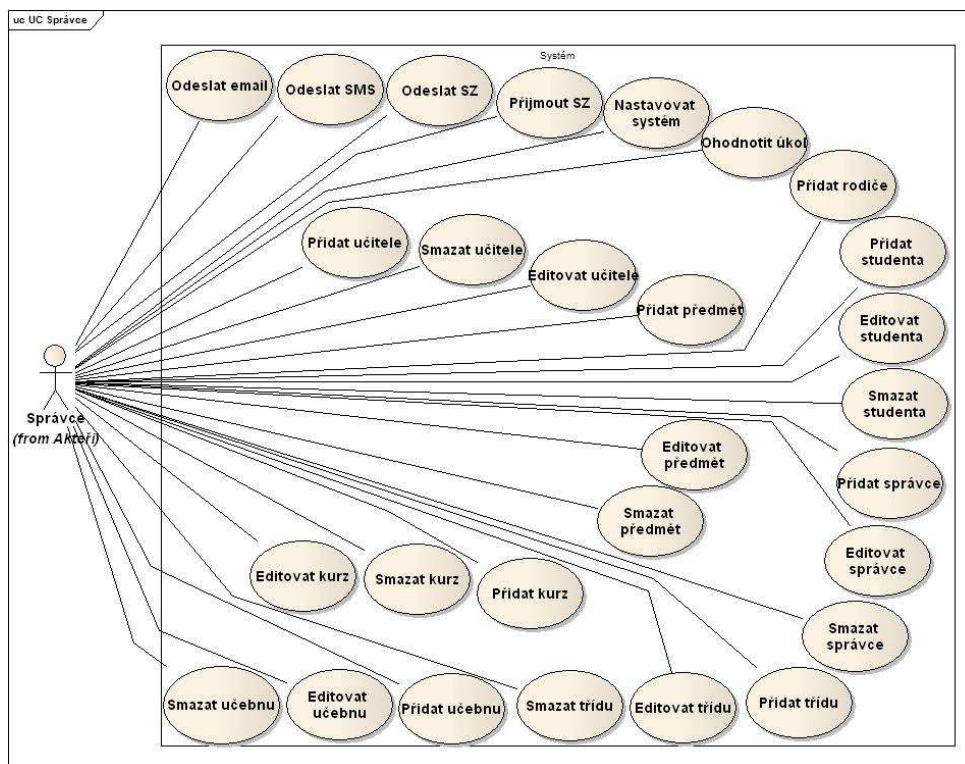 uc UC Správce
Systém
Odeslat email
Odeslat SMS
Odeslat SZ
Přijmout SZ
Nastavovat
systém
Ohodnotit úkol
Přidat rodiče
Přidat učitele
Smazat učitele
Editovat učitele
Přidat předmět
Přidat
studenta
Editovat
studenta
Smazat
studenta
Správce
(from Aktéři)
Editovat
předmět
Přidat správce
Smazat
předmět
Editovat
správce
Editovat kurz
Smazat kurz
Přidat kurz
Smazat
správce
Smazat učebnu
Editovat
učebnu
Přidat učebnu
Smazat třídu
Editovat třídu
Přidat třídu